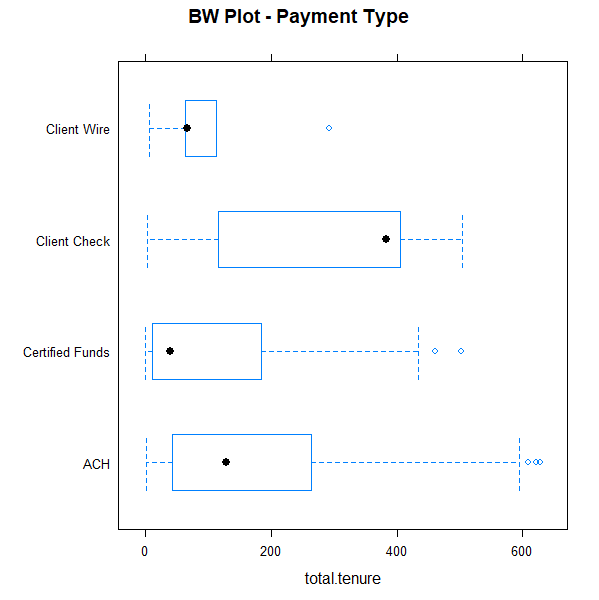 BW Plot - Payment Type
Client Wire
Client Check
Certified Funds
ACH
0 200 400 600
total.tenure